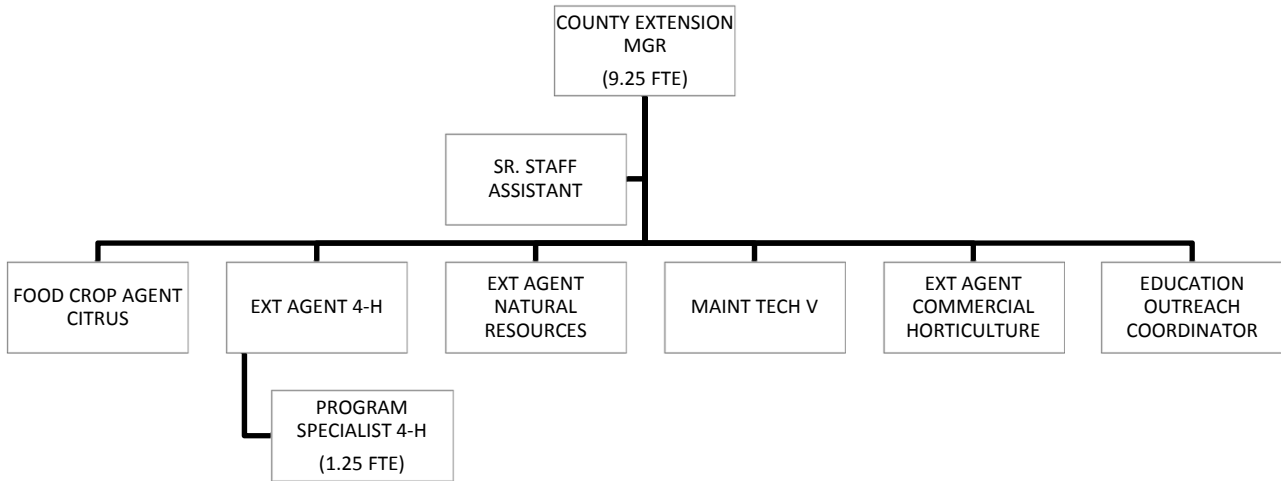 COUNTY EXTENSION
MGR
(9.25 FTE)
SR. STAFF
ASSISTANT
FOOD CROP AGENT
CITRUS
EXT AGENT 4-H
EXT AGENT
NATURAL
RESOURCES
MAINT TECH V
EXT AGENT
COMMERCIAL
HORTICULTURE
EDUCATION
OUTREACH
COORDINATOR
PROGRAM
SPECIALIST 4-H
(1.25 FTE)